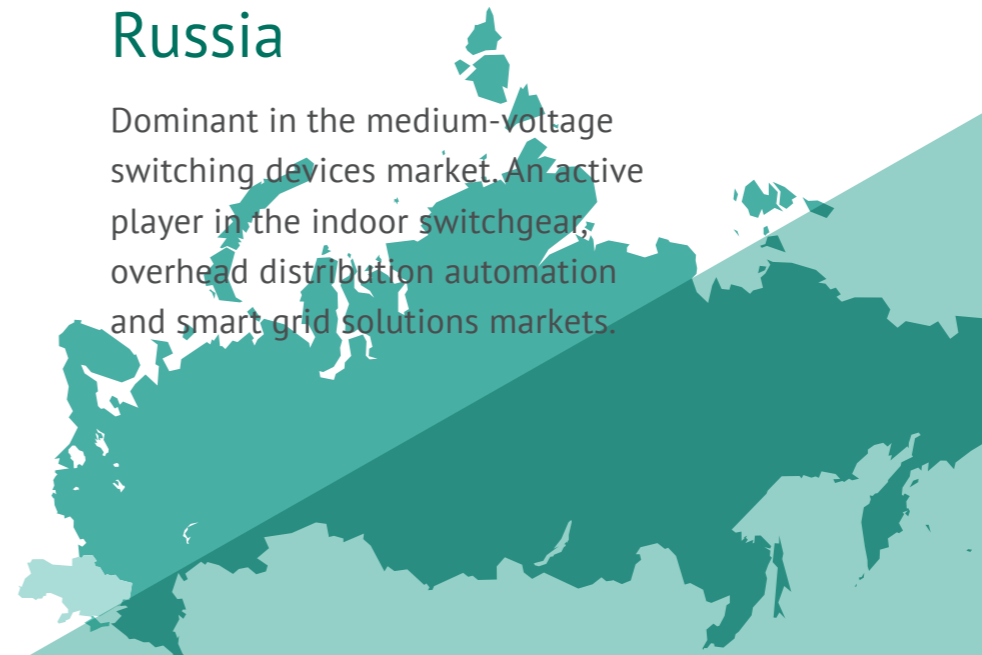 Russia
Dominant in the medium-voltage
switching devices market. An active
player in the indoor switchgear,
overhead distribution automation
and smart grid solutions markets.